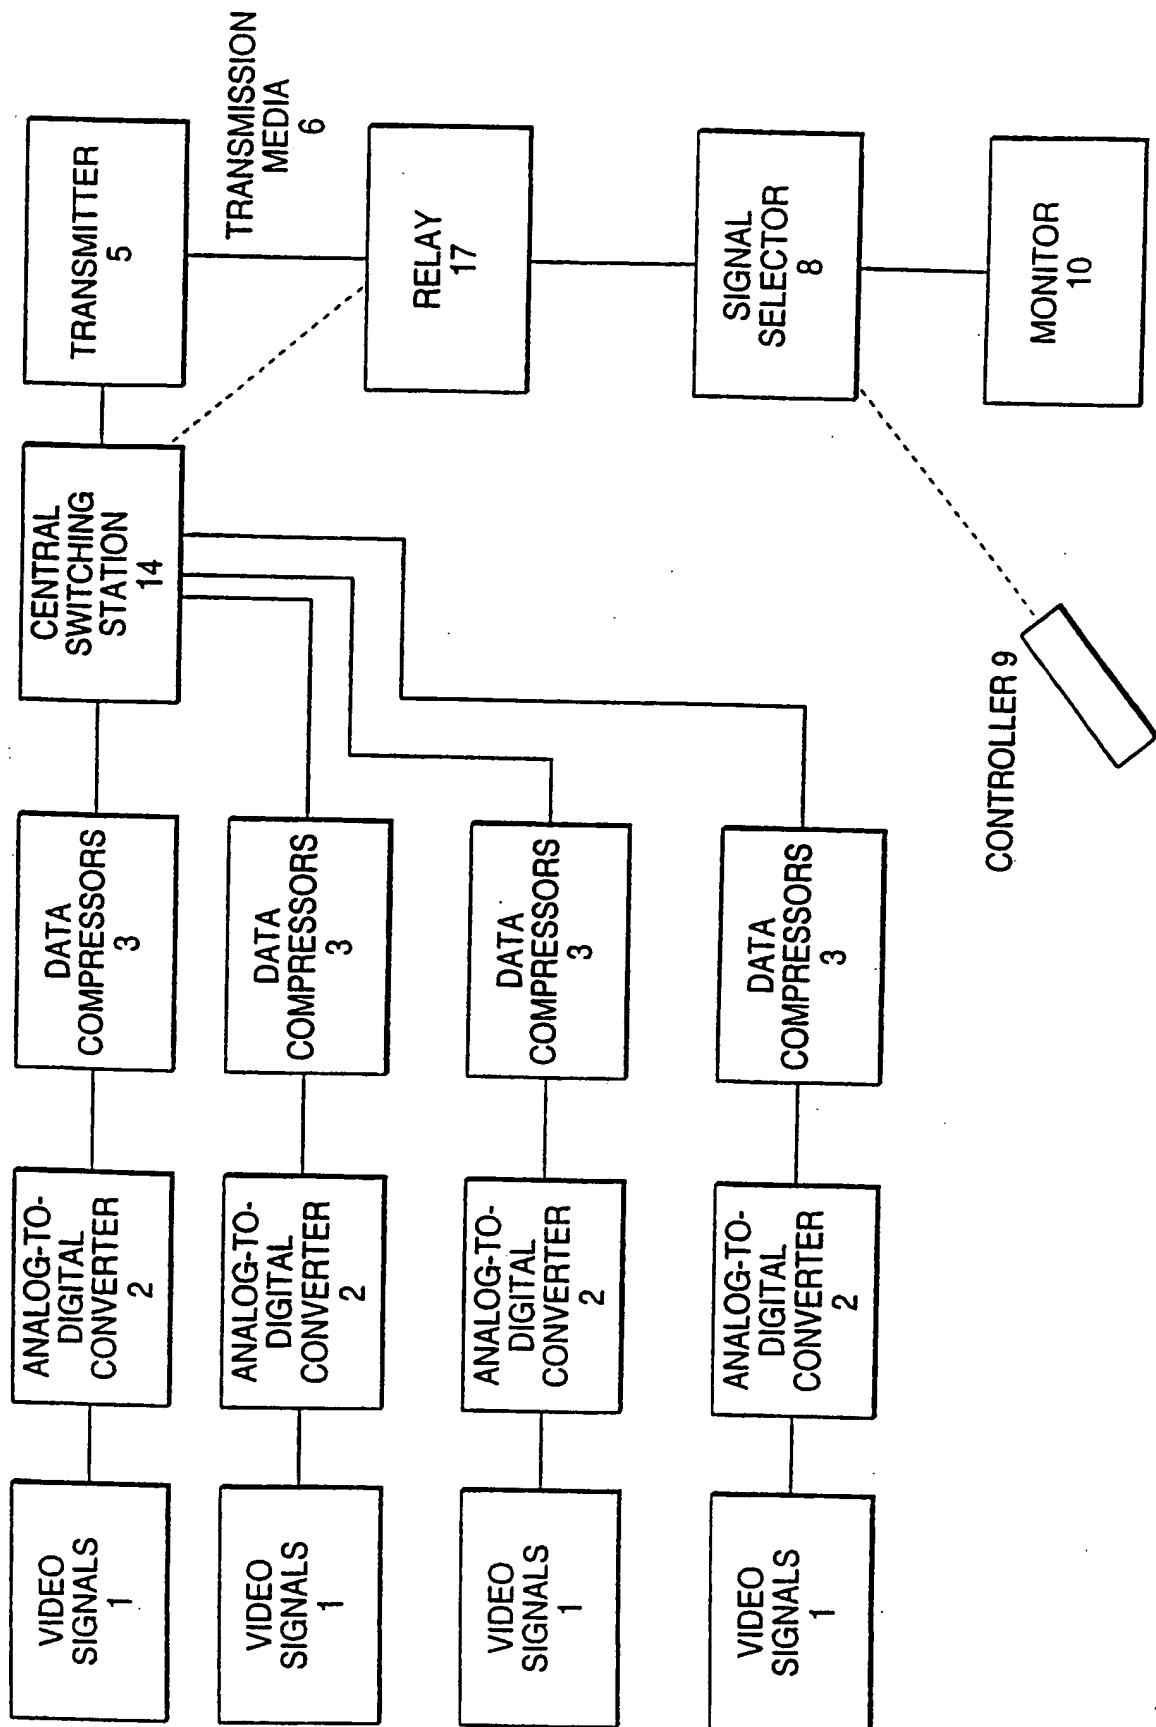 VIDEO
SIGNALS
1
ANALOG-TO-
DIGITAL
CONVERTER
2
DATA
COMPRESSORS
3
CENTRAL
SWITCHING
STATION
14
TRANSMITTER
5
VIDEO
SIGNALS
1
ANALOG-TO-
DIGITAL
CONVERTER
2
DATA
COMPRESSORS
3
TRANSMISSION
MEDIA
6
VIDEO
SIGNALS
1
ANALOG-TO-
DIGITAL
CONVERTER
2
DATA
COMPRESSORS
3
RELAY
17
VIDEO
SIGNALS
1
ANALOG-TO-
DIGITAL
CONVERTER
2
DATA
COMPRESSORS
3
SIGNAL
SELECTOR
8
CONTROLLER 9
MONITOR
10